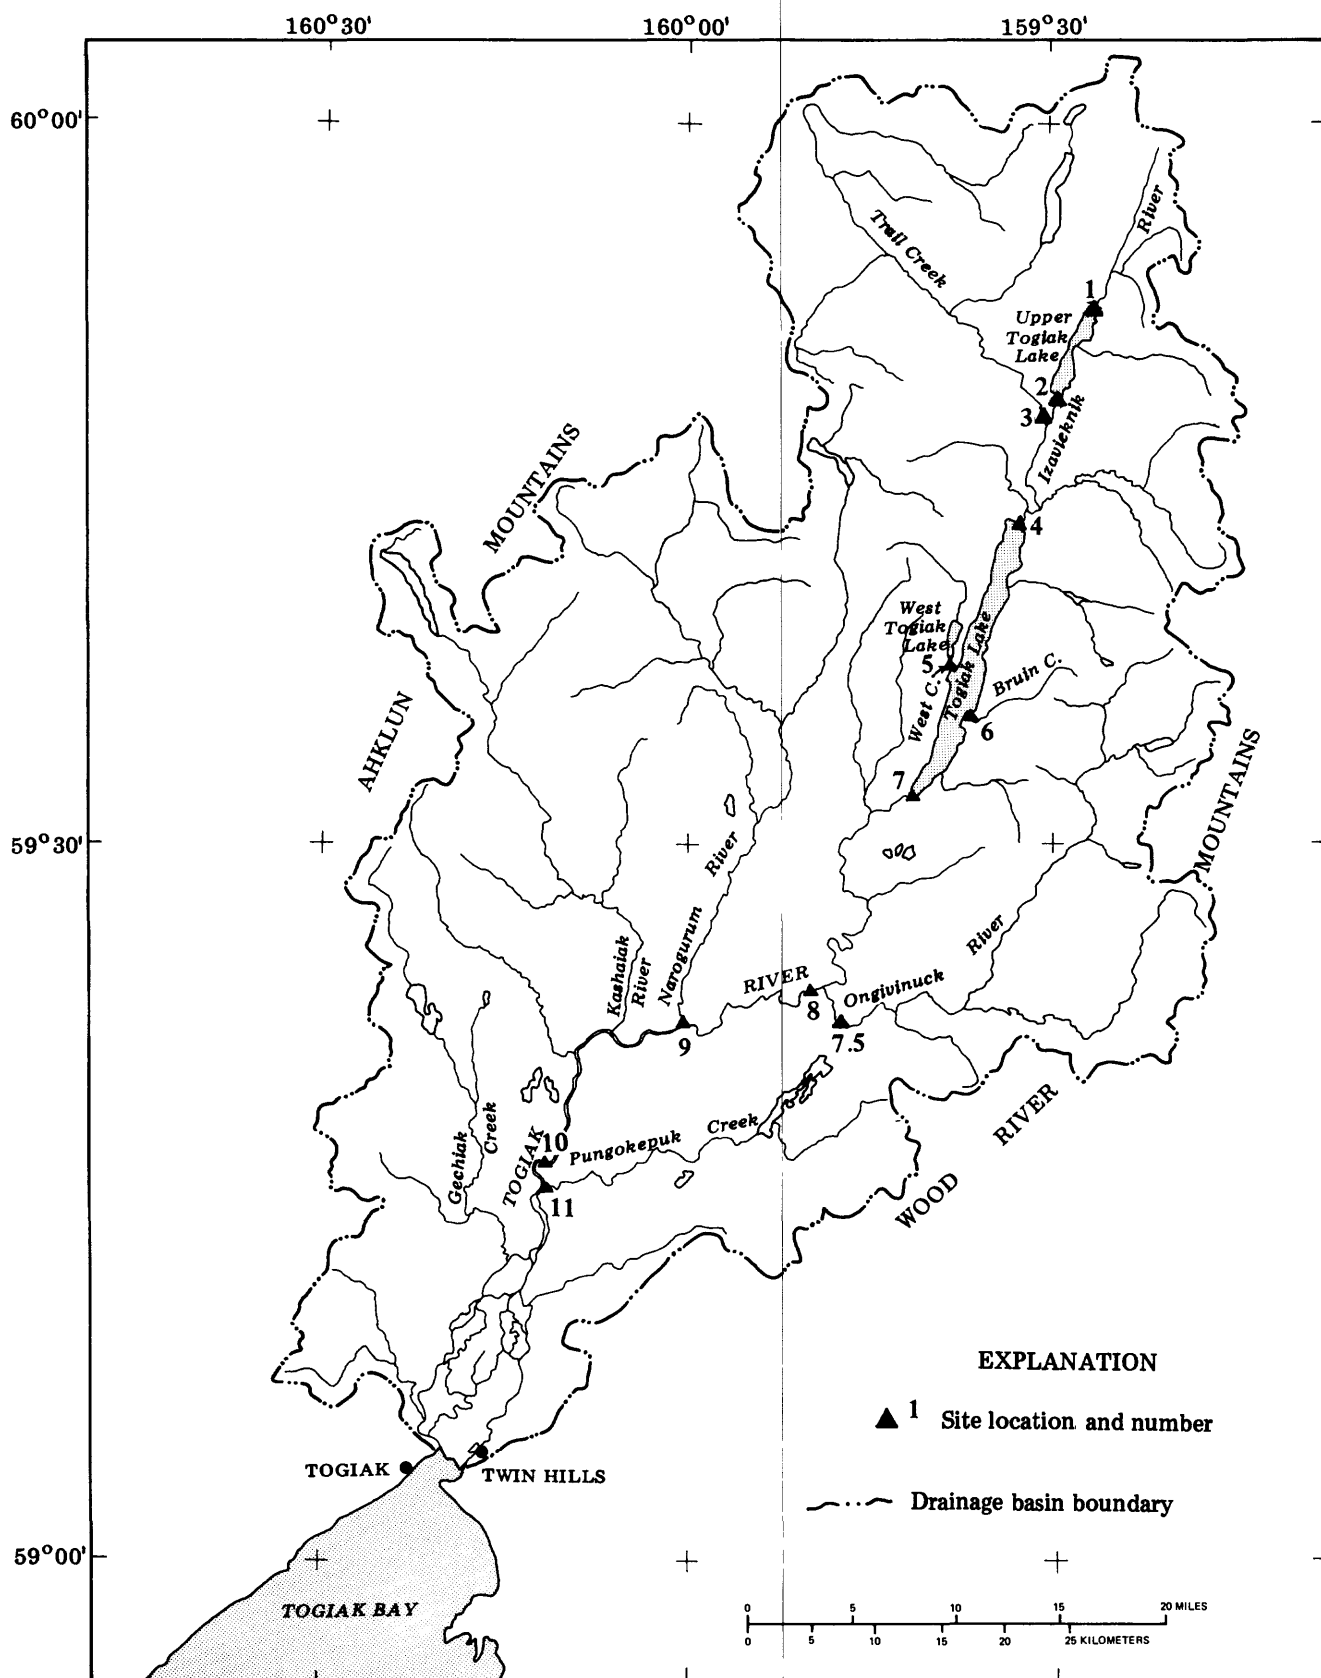 160°30'
160°00'
159°30'
60°00'
River
Trail Creek
1
Upper
Togiak
Lake
2
3
Izavieknik
MOUNTAINS
4
West
Togiak
Lake
5
Togiak Lake
Bruin C.
West C.
6
AHKLUN
7
MOUNTAINS
59°30'
River
River
Narogurum
Kashaiak
River
RIVER
Ongivinuck
8
7.5
9
Creek
Gechiak
TOGIAK
10
Pungokepuk
Creek
11
RIVER
WOOD
EXPLANATION
1 Site location and number
TOGIAK
TWIN HILLS
Drainage basin boundary
59°00'
TOGIAK BAY
0 5 10 15 20 MILES
0 5 10 15 20 25 KILOMETERS